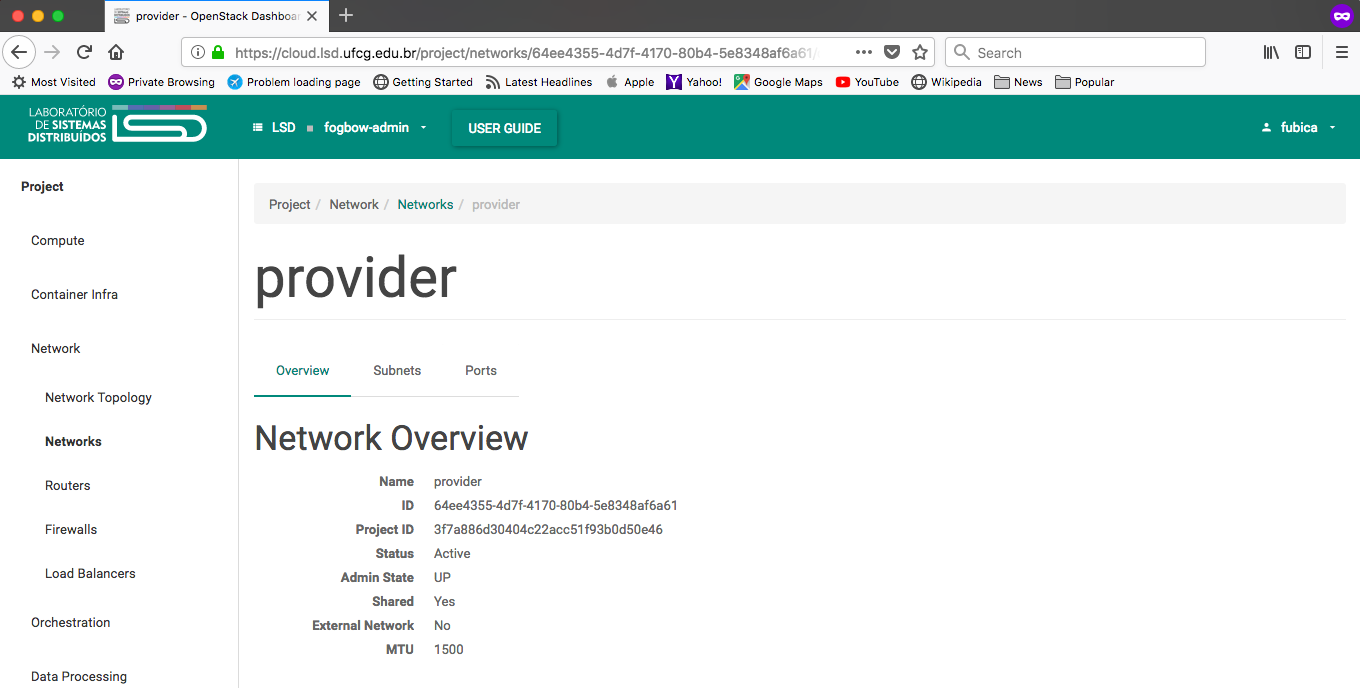 provider - OpenStack Dashboar
https://cloud.lsd.ufcg.edu.br/project/networks/64ee4355-4d7f-4170-80b4-5e8348af6a61/
Search
Most Visited Private Browsing Problem loading page Getting Started Latest Headlines Apple Yahoo! Google Maps YouTube Wikipedia News Popular
LABORATÓRIO
DE SISTEMAS
DISTRIBUÍDOS
LSD fogbow-admin USER GUIDE fubica
Project
Compute
Container Infra
Network
Network Topology
Networks
Routers
Firewalls
Load Balancers
Orchestration
Data Processing
Project / Network / Networks / provider
provider
Overview Subnets Ports
Network Overview
Name provider
ID 64ee4355-4d7f-4170-80b4-5e8348af6a61
Project ID 3f7a886d30404c22acc51f93b0d50e46
Status Active
Admin State UP
Shared Yes
External Network No
MTU 1500